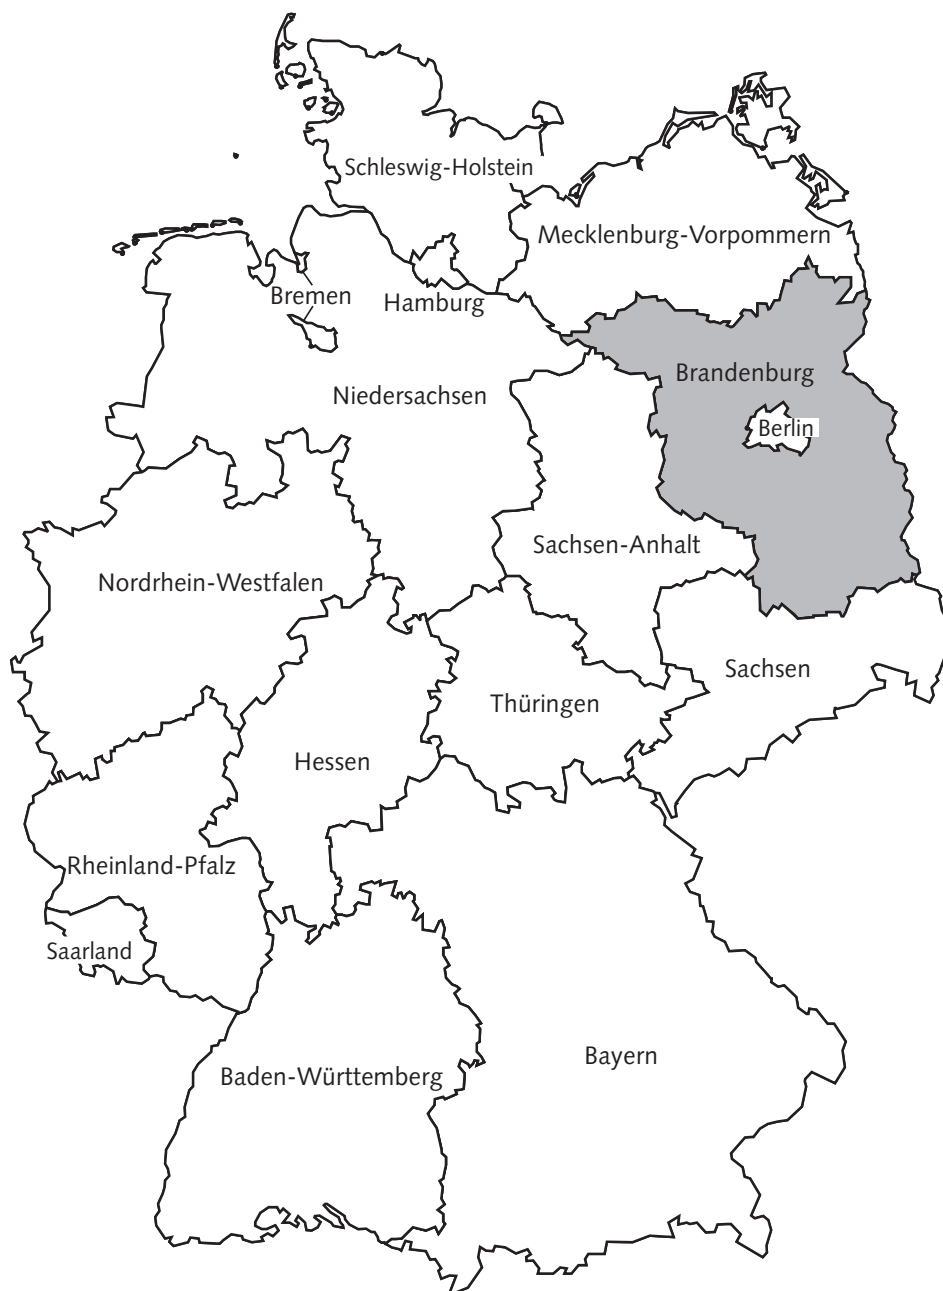 Schleswig-Holstein
Mecklenburg-Vorpommern
Bremen
Hamburg
Brandenburg
Niedersachsen
Berlin
Sachsen-Anhalt
Nordrhein-Westfalen
Sachsen
Thüringen
Hessen
Rheinland-Pfalz
Saarland
Bayern
Baden-Württemberg